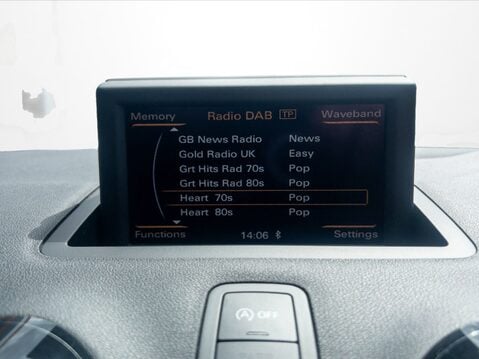 Memory Radio DAB TP Waveband
GB News Radio News
Gold Radio UK Easy
Grt Hits Rad 70s Pop
Grt Hits Rad 80s Pop
Heart 70s Pop
Heart 80s Pop
Functions 14:06 Settings
A OFF